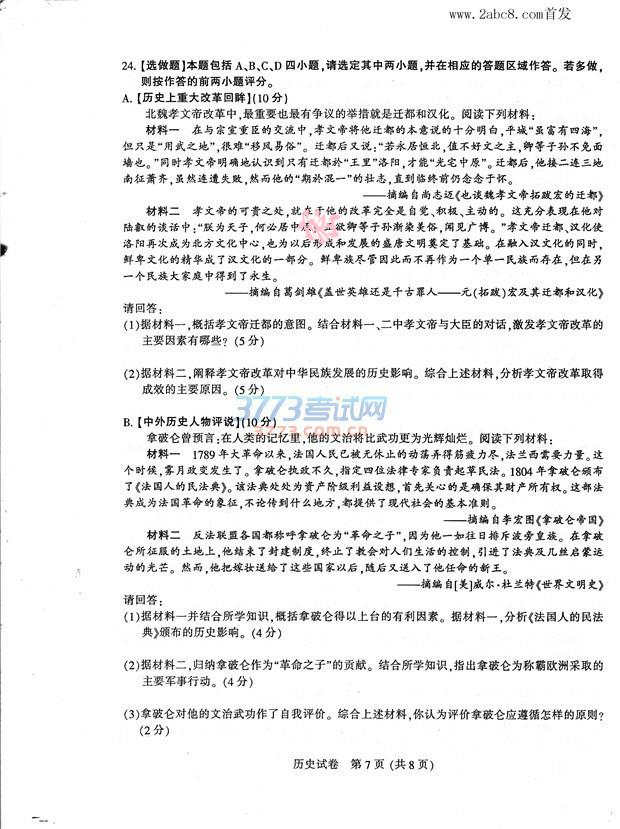 www.2abc8.com首发
24.【选做题】本题包括A、B、C、D四小题,请选定其中两小题,并在相应的答题区域作答。若多做,
则按作答的前两小题评分。
A.【历史上重大改革回眸】(10分)
北魏孝文帝改革中,最重要也最有争议的举措就是迁都和汉化。阅读下列材料:
材料一 在与宗室重臣的交流中,孝文帝将他迁都的本意说的十分明白,平城“虽富有四海”,
但只是“用武之地”,很难“移风易俗”。迁都后又说:“若永居恒北,值不好文之主,卿等子孙不免面
墙也。”同时孝文帝明确地认识到只有迁都於“王里”洛阳,才能“光宅中原”。迁都后,他接二连三地
南征萧齐,虽然连遭失败,然而他的“期於混一”的壮志,直到临终前仍念念于怀。
——摘编自尚志迈《也谈魏孝文帝拓跋宏的迁都》
材料二 孝文帝的可贵之处,就在于他的改革完全是自觉、积极、主动的。这充分表现在他对
陆叡的谈话中:“朕为天子,何必居中原,正欲卿等子孙渐染美俗,闻见广博。”孝文帝迁都、汉化使
洛阳再次成为北方文化中心,也为以后形成和发展的盛唐文明奠定了基础。在融入汉文化的同时,
鲜卑文化的精华成了汉文化的一部分。鲜卑族尽管因此而不再作为一个单一民族而存在,但在另
一个民族大家庭中得到了永生。
——摘编自葛剑雄《盖世英雄还是千古罪人——元(拓跋)宏及其迁都和汉化》
请回答:
(1)据材料一,概括孝文帝迁都的意图。结合材料一、二中孝文帝与大臣的对话,激发孝文帝改革的
主要因素有哪些?(5分)
(2)据材料二,阐释孝文帝改革对中华民族发展的历史影响。综合上述材料,分析孝文帝改革取得
成效的主要原因。(5分)
3773考试网
3773.com.cn
B.【中外历史人物评说】(10分)
拿破仑曾预言:在人类的记忆里,他的文治将比武功更为光辉灿烂。阅读下列材料:
材料一 1789年大革命以来,法国人民已被无休止的动荡弄得筋疲力尽,法兰西需要力量。这
个时候,雾月政变发生了。拿破仑执政不久,指定四位法律专家负责起草民法。1804年拿破仑颁布
了《法国人的民法典》。该法典处处为资产阶级利益设想,首先关心的是确保其财产所有权。这部法
典成为法国革命的象征,不论传到什么地方,都提供了现代社会的基本准则。
——摘编自李宏图《拿破仑帝国》
材料二 反法联盟各国都称呼拿破仑为“革命之子”,因为他一如往日排斥波旁皇族。在拿破
仑所征服的土地上,他结束了封建制度,终止了教会对人们生活的控制,引进了法典及几丝启蒙运
动的光芒。然而,他把嫁妆送给了这些国家以后,随后又送入了他任命的新王。
——摘编自[美]威尔·杜兰特《世界文明史》
请回答:
(1)据材料一并结合所学知识,概括拿破仑得以上台的有利因素。据材料一,分析《法国人的民法
典》颁布的历史影响。(4分)
(2)据材料二,归纳拿破仑作为“革命之子”的贡献。结合所学知识,指出拿破仑为称霸欧洲采取的
主要军事行动。(4分)
(3)拿破仑对他的文治武功作了自我评价。综合上述材料,你认为评价拿破仑应遵循怎样的原则?
(2分)
历史试卷 第7页(共8页)